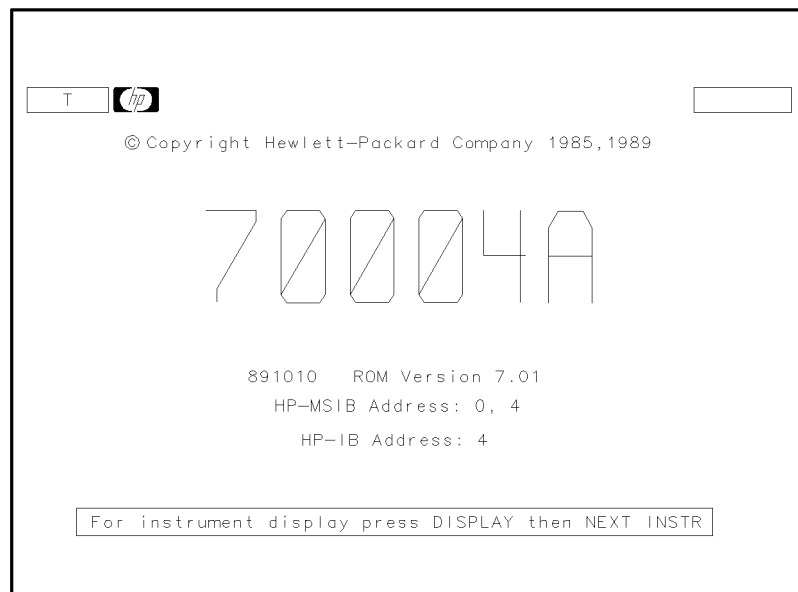 T hp
© Copyright Hewlett-Packard Company 1985,1989
70004A
891010 ROM Version 7.01
HP-MSIB Address: 0, 4
HP-IB Address: 4
For instrument display press DISPLAY then NEXT INSTR